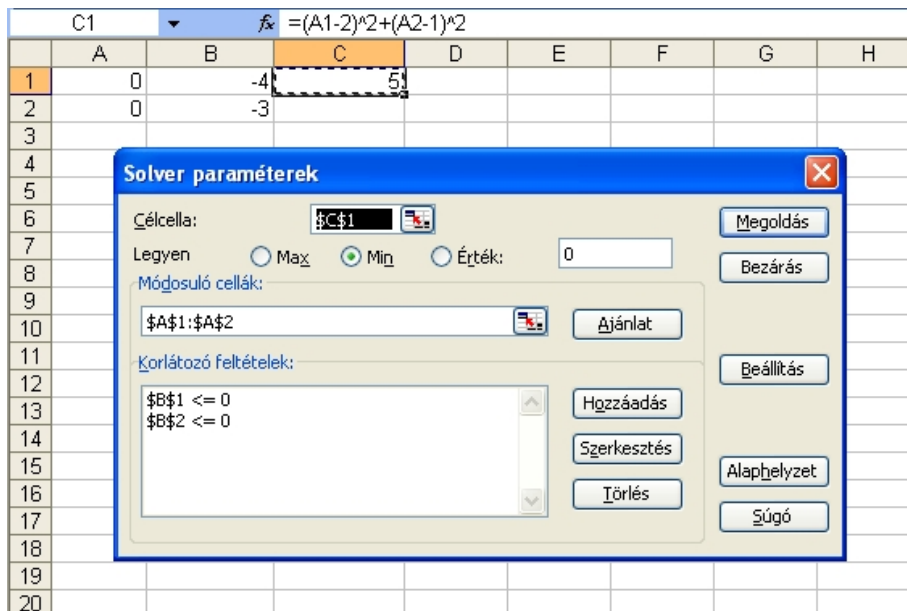 C1 fx =(A1-2)^2+(A2-1)^2
A B C D E F G H
1 0 -4 5
2 0 -3
3
4
5
6
7
8
9
10
11
12
13
14
15
16
17
18
19
20
Solver paraméterek
Célcella: $C$1 Megoldás
Legyen Max Min Érték: 0 Bezárás
Módosuló cellák:
$A$1:$A$2 Ajánlat
Korlátozó feltételek: Beállítás
$B$1 <= 0 Hozzáadás
$B$2 <= 0
Szerkesztés
Alaphelyzet
Törlés
Súgó